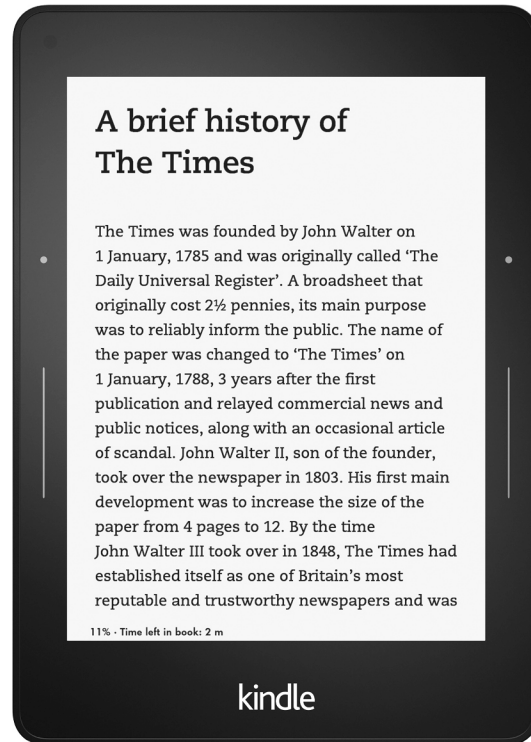 A brief history of
The Times
The Times was founded by John Walter on
1 January, 1785 and was originally called ‘The
Daily Universal Register’. A broadsheet that
originally cost 2½ pennies, its main purpose
was to reliably inform the public. The name of
the paper was changed to ‘The Times’ on
1 January, 1788, 3 years after the first
publication and relayed commercial news and
public notices, along with an occasional article
of scandal. John Walter II, son of the founder,
took over the newspaper in 1803. His first main
development was to increase the size of the
paper from 4 pages to 12. By the time
John Walter III took over in 1848, The Times had
established itself as one of Britain’s most
reputable and trustworthy newspapers and was
11% · Time left in book: 2 m
kindle